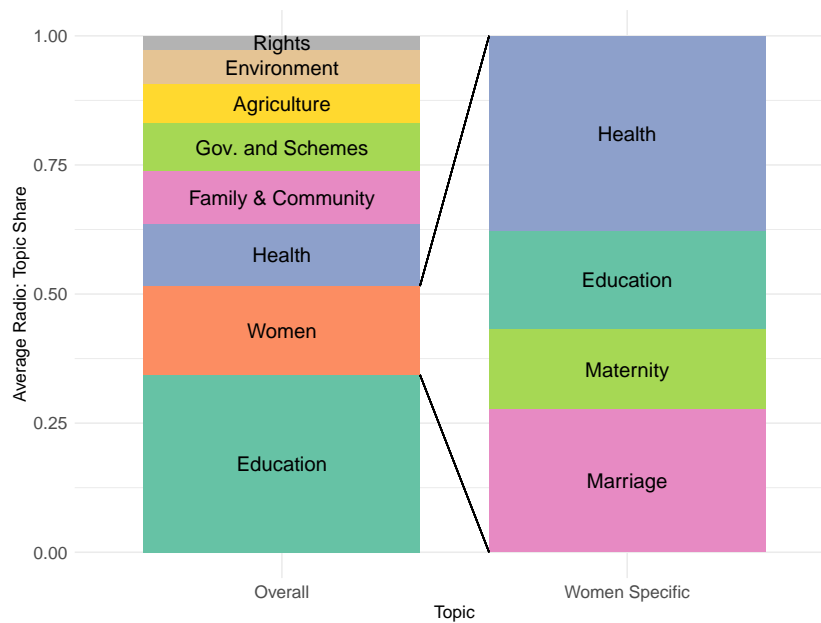 1.00
0.75
0.50
0.25
0.00
Average Radio: Topic Share
Rights
Environment
Agriculture
Gov. and Schemes
Family & Community
Health
Women
Education
Health
Education
Maternity
Marriage
Overall
Women Specific
Topic